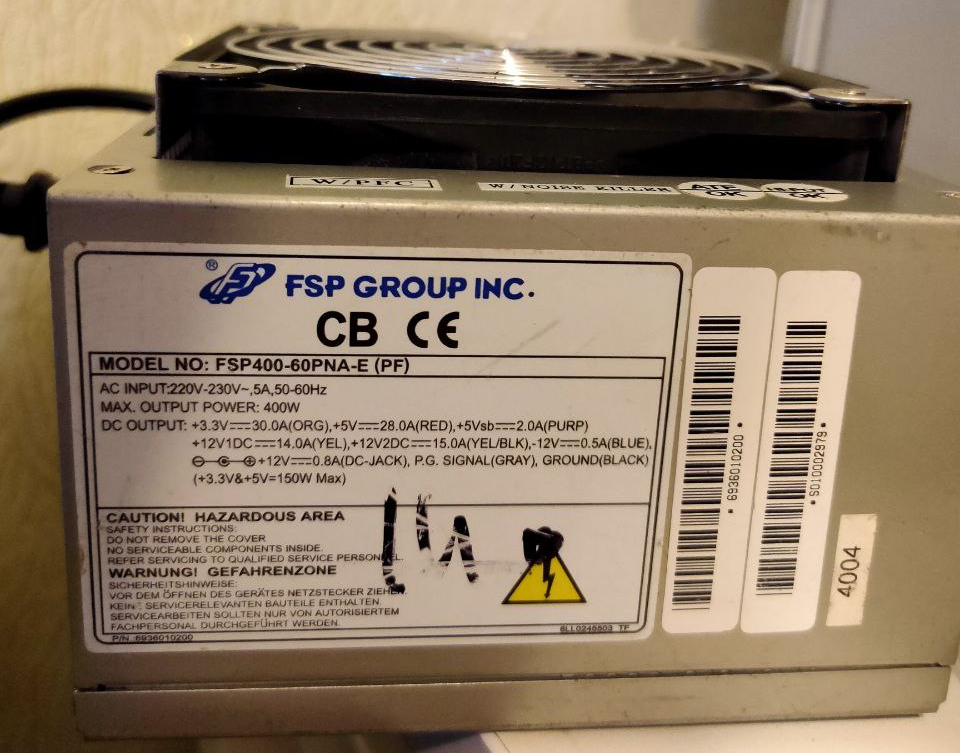 W/PFC
W/NOISE KILLER
ATE OK
OK
® FSP GROUP INC.
CB CE
MODEL NO: FSP400-60PNA-E (PF)
AC INPUT:220V-230V~,5A,50-60Hz
MAX. OUTPUT POWER: 400W
DC OUTPUT: +3.3V⎓30.0A(ORG),+5V⎓28.0A(RED),+5Vsb⎓2.0A(PURP)
+12V1DC⎓14.0A(YEL),+12V2DC⎓15.0A(YEL/BLK),-12V⎓0.5A(BLUE),
+12V⎓0.8A(DC-JACK), P.G. SIGNAL(GRAY), GROUND(BLACK)
(+3.3V&+5V=150W Max)
CAUTION! HAZARDOUS AREA
SAFETY INSTRUCTIONS:
DO NOT REMOVE THE COVER
NO SERVICEABLE COMPONENTS INSIDE.
REFER SERVICING TO QUALIFIED SERVICE PERSONNEL.
WARNUNG! GEFAHRENZONE
SICHERHEITSHINWEISE:
VOR DEM ÖFFNEN DES GERÄTES NETZSTECKER ZIEHEN.
KEINE SERVICERELEVANTEN BAUTEILE ENTHALTEN.
SERVICEARBEITEN SOLLTEN NUR VON AUTORISIERTEM
FACHPERSONAL DURCHGEFÜHRT WERDEN.
P/N :6936010200
TF
* 6936010200 *
* S010002979 *
4004